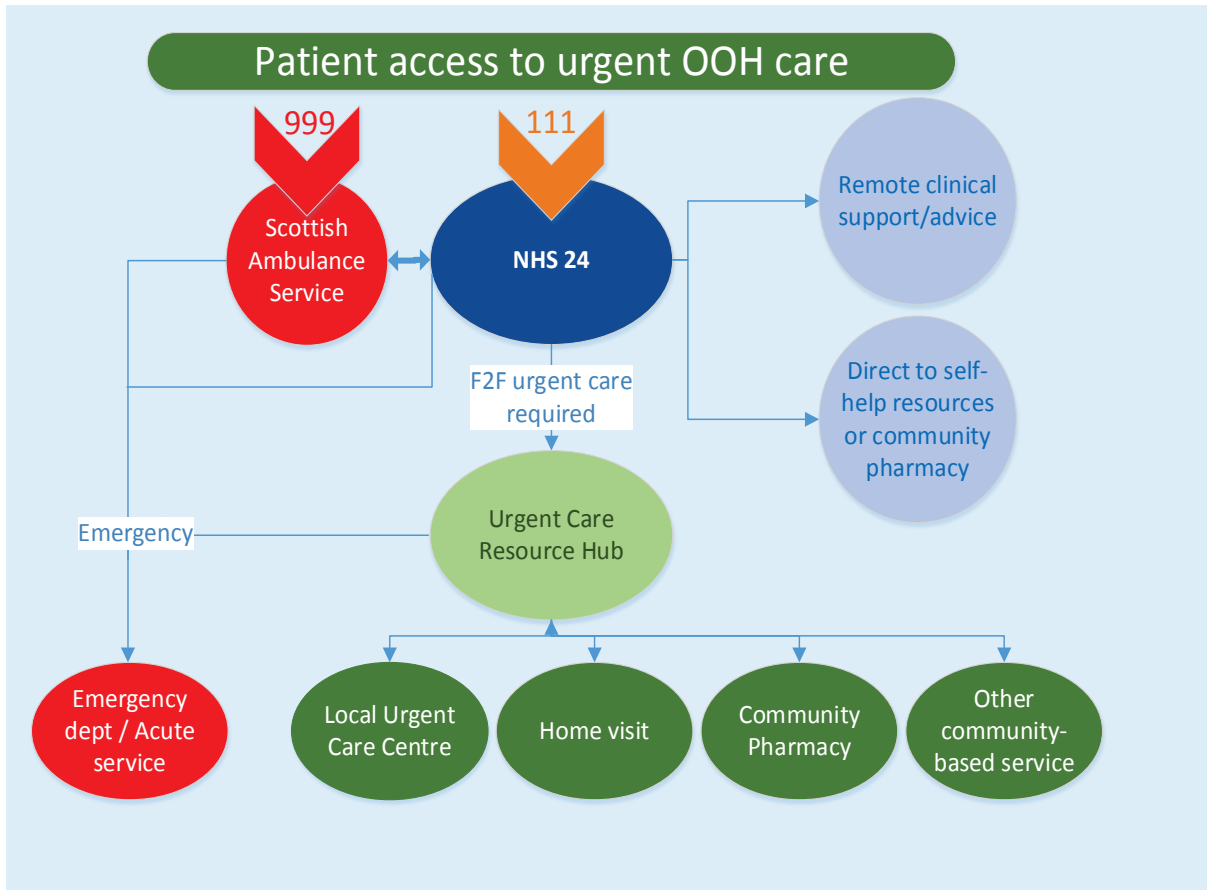 Patient access to urgent OOH care
999
111
Scottish
Ambulance
Service
NHS 24
Remote clinical
support/advice
F2F urgent care
required
Direct to self-
help resources
or community
pharmacy
Urgent Care
Resource Hub
Emergency
Emergency
dept / Acute
service
Local Urgent
Care Centre
Home visit
Community
Pharmacy
Other
community-
based service